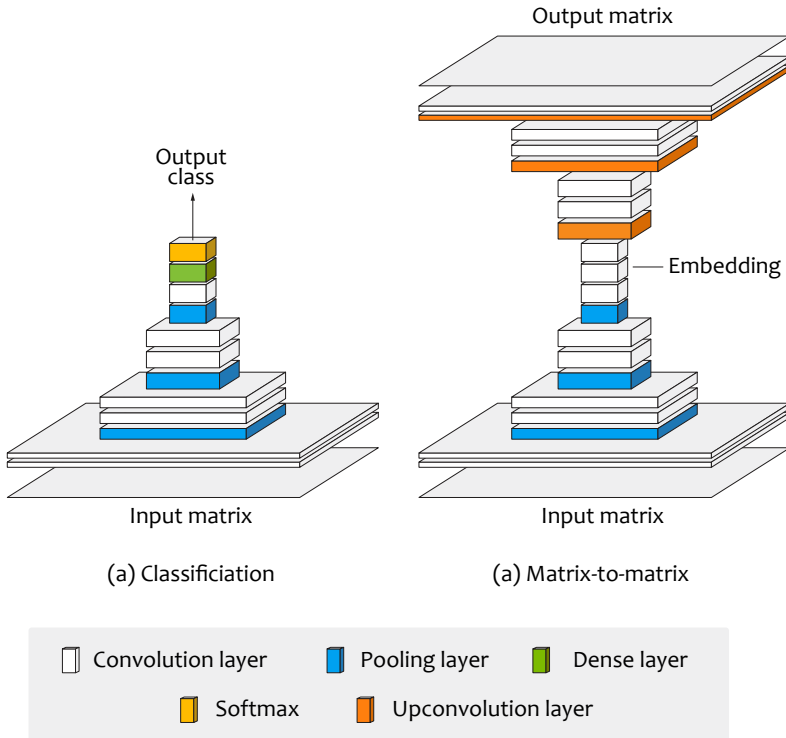 Output matrix
Output
class
Embedding
Input matrix
Input matrix
(a) Classificiation
(a) Matrix-to-matrix
Convolution layer
Pooling layer
Dense layer
Softmax
Upconvolution layer